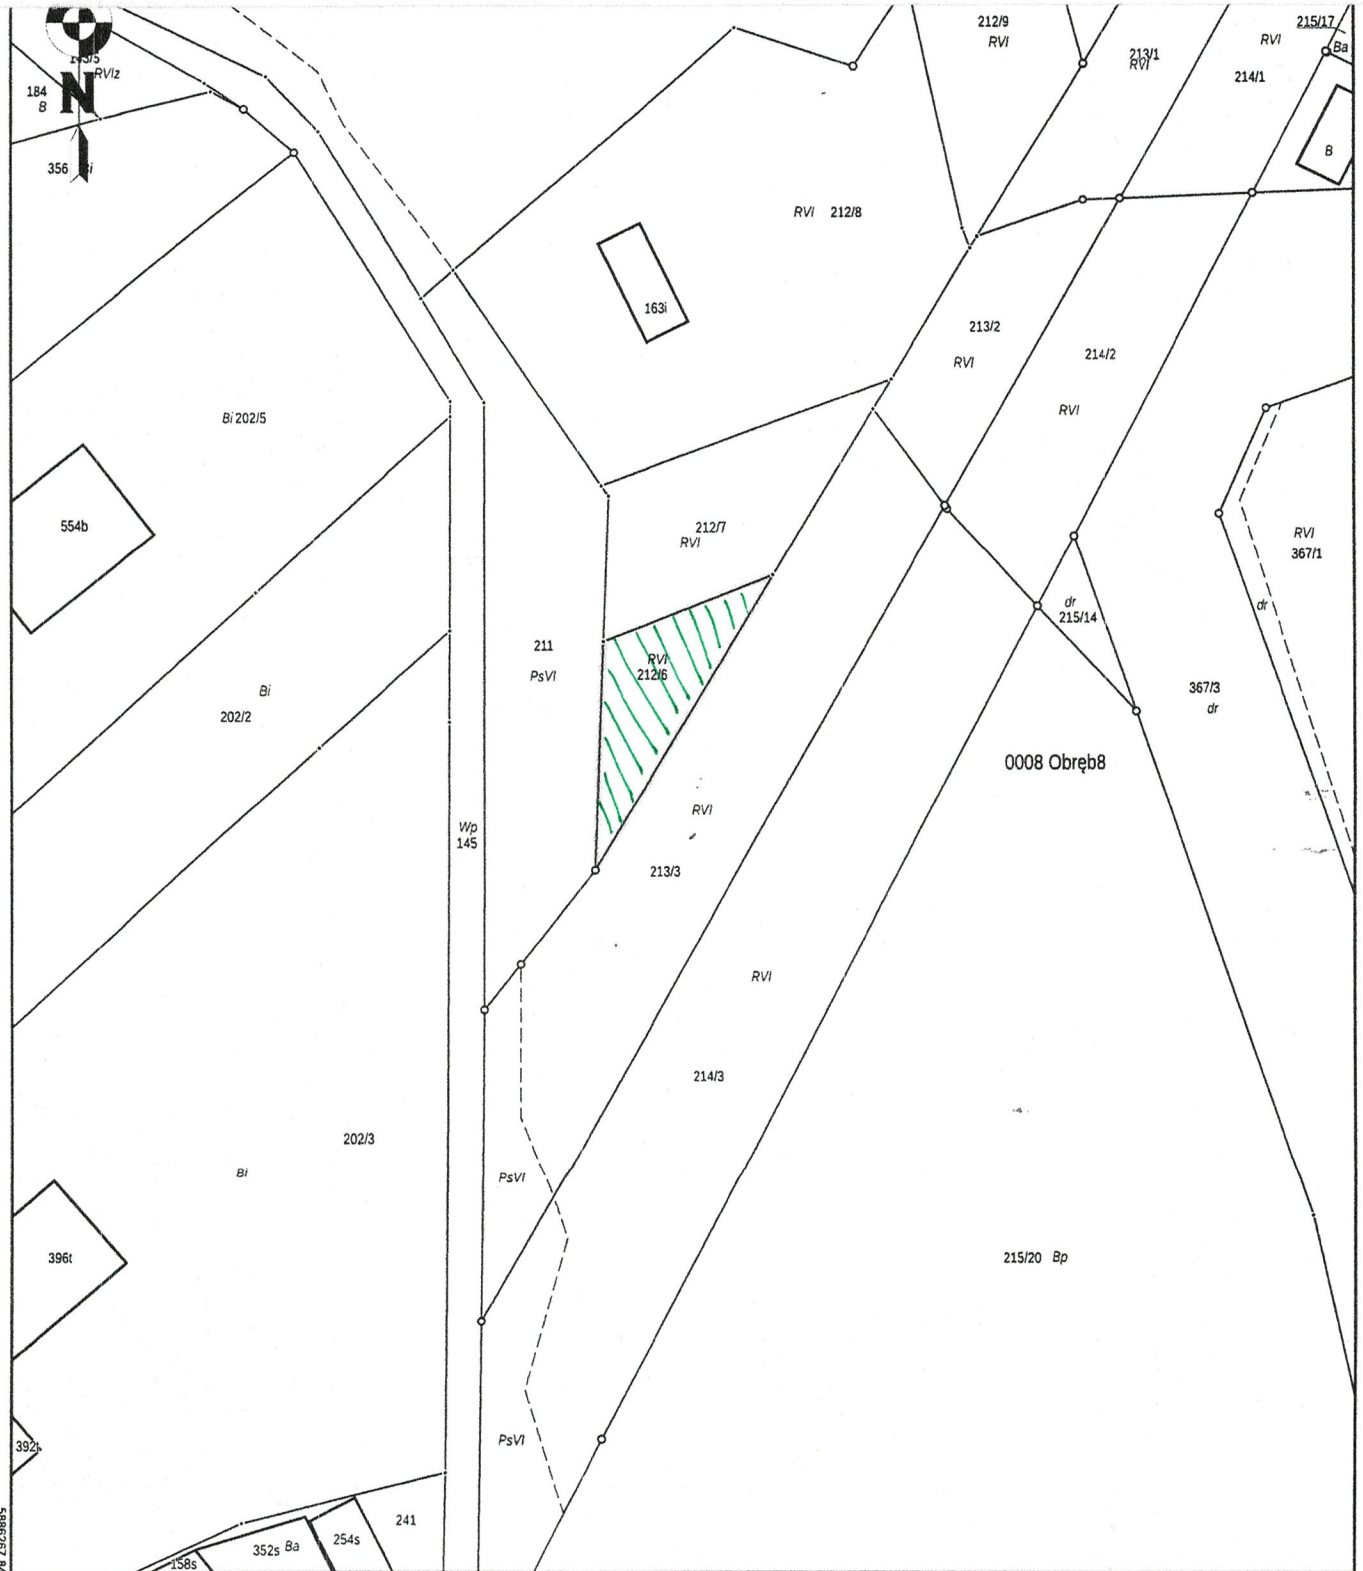 212/9
RVI
215/17
Ba
213/1
RVI
RVI
214/1
RVIz
184
B
N
356
B
RVI 212/8
163i
213/2
RVI
214/2
RVI
Bi 202/5
554b
212/7
RVI
RVI
367/1
dr
215/14
dr
211
PsVI
RVI
212/6
367/3
dr
Bi
202/2
0008 Obręb8
RVI
Wp
145
213/3
RVI
214/3
202/3
Bi
PsVI
396t
215/20 Bp
PsVI
392t
241
254s
352s Ba
158s